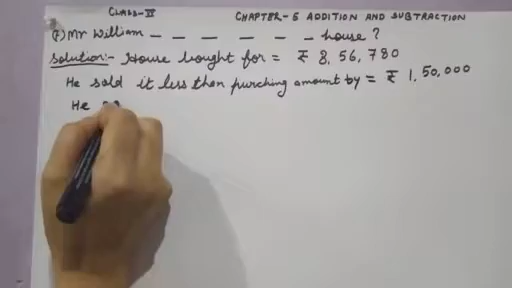 CLASS-IV CHAPTER-5 ADDITION AND SUBTRACTION
(F) Mr William _ _ _ _ _ _ house?
Solution:- House bought for = ₹ 8,56,780
He sold it less then purching amount by = ₹ 1,50,000
He